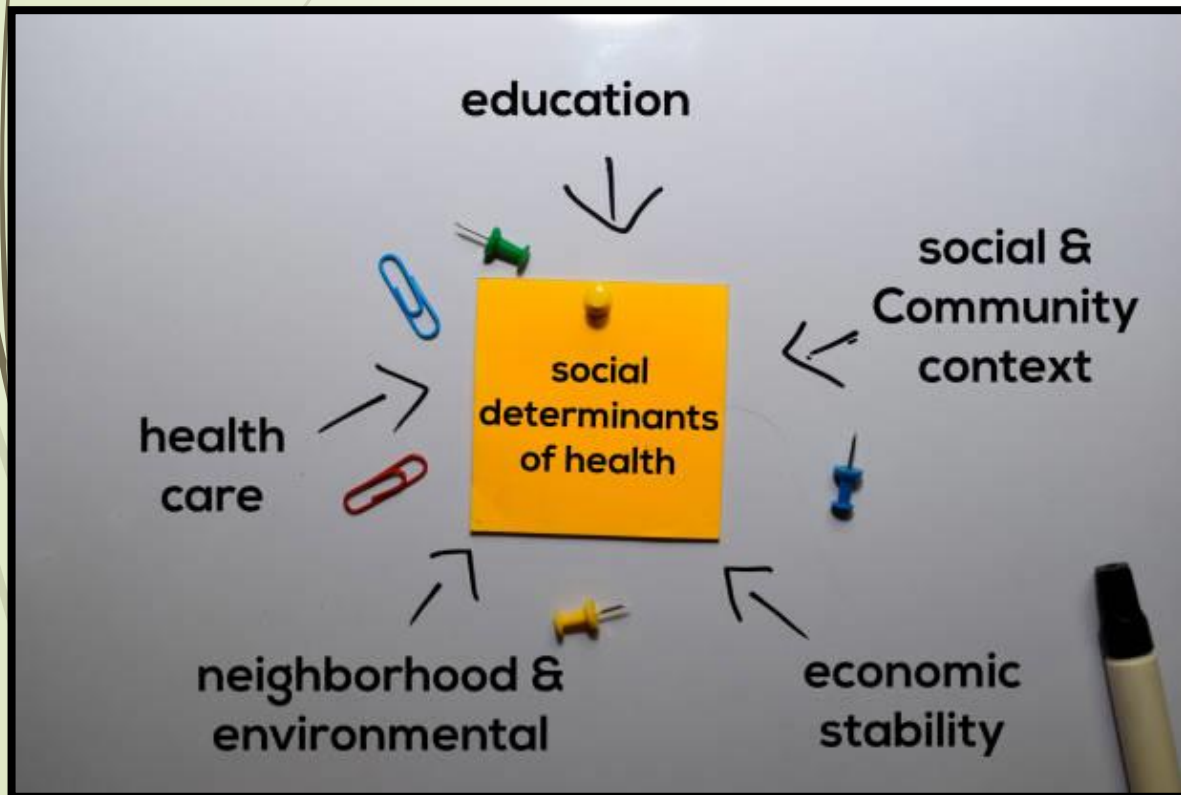 education
social &
Community
context
social
determinants
of health
health
care
neighborhood &
environmental
economic
stability